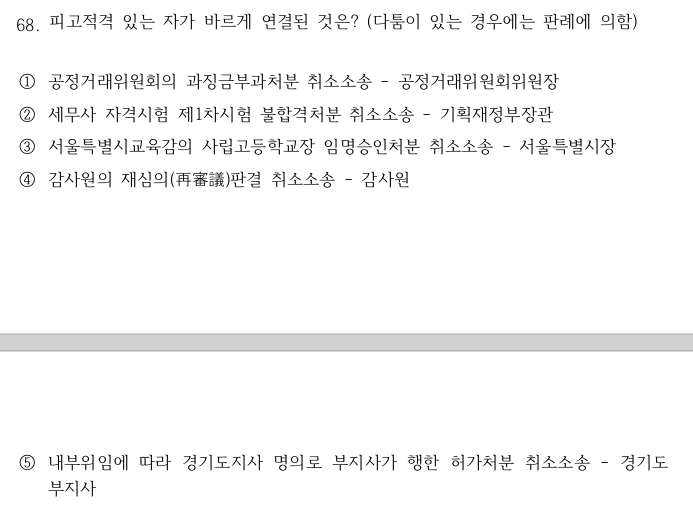 68. 피고적격 있는 자가 바르게 연결된 것은? (다툼이 있는 경우에는 판례에 의함)
① 공정거래위원회의 과징금부과처분 취소소송 - 공정거래위원회위원장
② 세무사 자격시험 제1차시험 불합격처분 취소소송 - 기획재정부장관
③ 서울특별시교육감의 사립고등학교장 임명승인처분 취소소송 - 서울특별시장
④ 감사원의 재심의(再審議)판결 취소소송 - 감사원
⑤ 내부위임에 따라 경기도지사 명의로 부지사가 행한 허가처분 취소소송 - 경기도
부지사